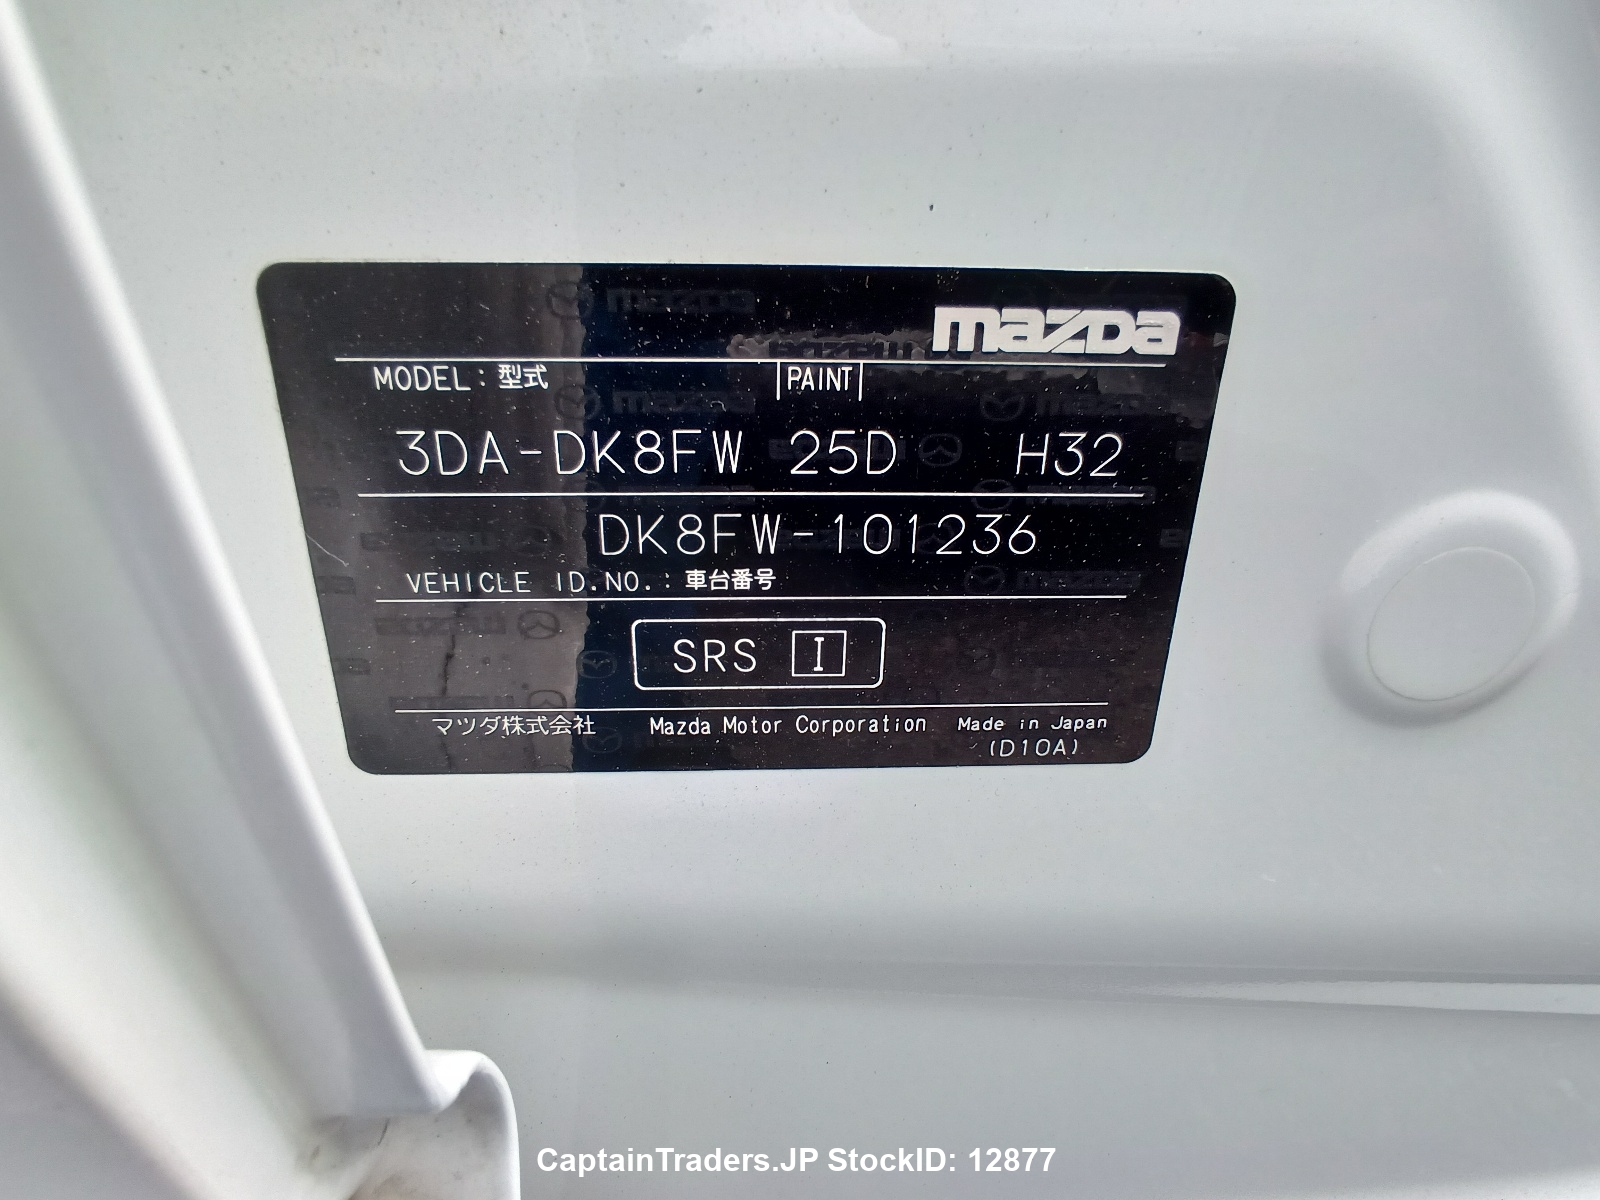 mazda
MODEL：型式 PAINT
3DA-DK8FW 25D H32
DK8FW-101236
VEHICLE ID.NO.：車台番号
SRS I
マツダ株式会社 Mazda Motor Corporation Made in Japan
(D10A)
CaptainTraders.JP StockID: 12877